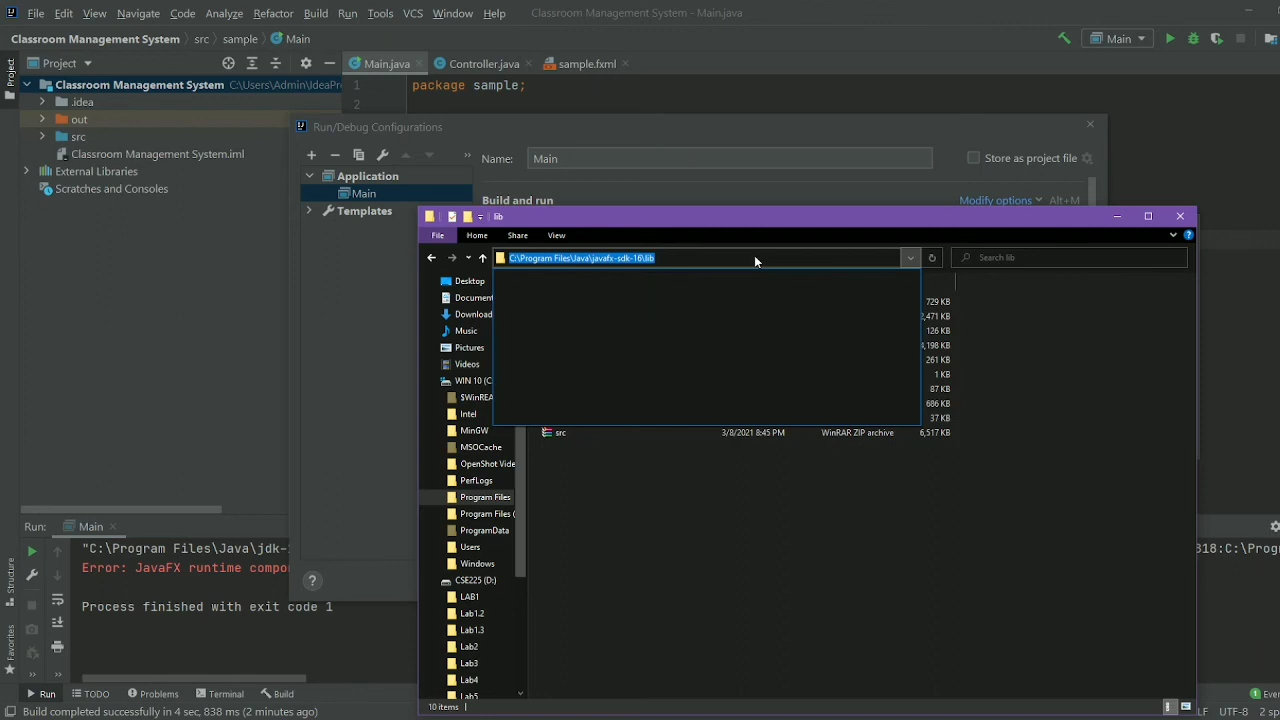 File Edit View Navigate Code Analyze Refactor Build Run Tools VCS Window Help Classroom Management System - Main.java
Classroom Management System src sample Main
Main
Project
Project
Main.java Controller.java sample.fxml
Classroom Management System C:\Users\Admin\IdeaPr
.idea
out
src
Classroom Management System.iml
External Libraries
Scratches and Consoles
1 package sample;
2
Run/Debug Configurations
Name: Main
Store as project file
Application
Main
Templates
Build and run
Modify options Alt+M
lib
File Home Share View
C:\Program Files\Java\javafx-sdk-16\lib
Search lib
Desktop
Document
Download
Music
Pictures
Videos
WIN 10 (C
$WinREA
Intel
MinGW
MSOCache
OpenShot Vide
PerfLogs
Program Files
Program Files (
ProgramData
Users
Windows
CSE225 (D:)
LAB1
Lab1.2
Lab1.3
Lab2
Lab3
Lab4
Lab5
729 KB
,471 KB
126 KB
,198 KB
261 KB
1 KB
87 KB
686 KB
37 KB
src 3/8/2021 8:45 PM WinRAR ZIP archive 6,517 KB
10 items
Run: Main
"C:\Program Files\Java\jdk-
318:C:\Prog
Error: JavaFX runtime compo
Process finished with exit code 1
?
Structure
Favorites
Run TODO Problems Terminal Build
1 Ever
Build completed successfully in 4 sec, 838 ms (2 minutes ago)
LF UTF-8 2 sp